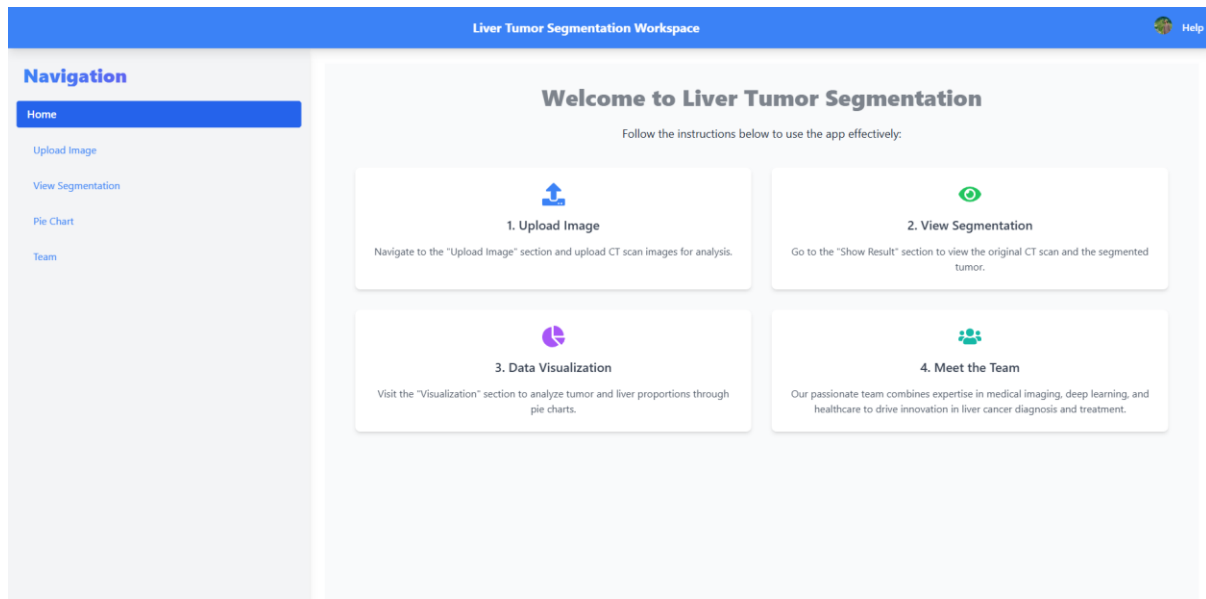 Liver Tumor Segmentation Workspace
Help
Navigation
Home
Upload Image
View Segmentation
Pie Chart
Team
Welcome to Liver Tumor Segmentation
Follow the instructions below to use the app effectively:
1. Upload Image
Navigate to the "Upload Image" section and upload CT scan images for analysis.
2. View Segmentation
Go to the "Show Result" section to view the original CT scan and the segmented
tumor.
3. Data Visualization
Visit the "Visualization" section to analyze tumor and liver proportions through
pie charts.
4. Meet the Team
Our passionate team combines expertise in medical imaging, deep learning, and
healthcare to drive innovation in liver cancer diagnosis and treatment.